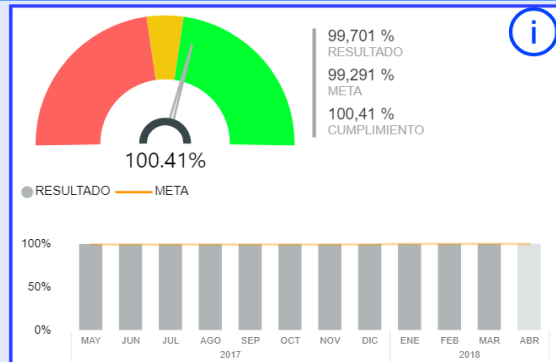 i
99,701 %
RESULTADO
99,291 %
META
100,41 %
CUMPLIMIENTO
100.41%
RESULTADO META
100%
50%
0%
MAY JUN JUL AGO SEP OCT NOV DIC ENE FEB MAR ABR
2017 2018